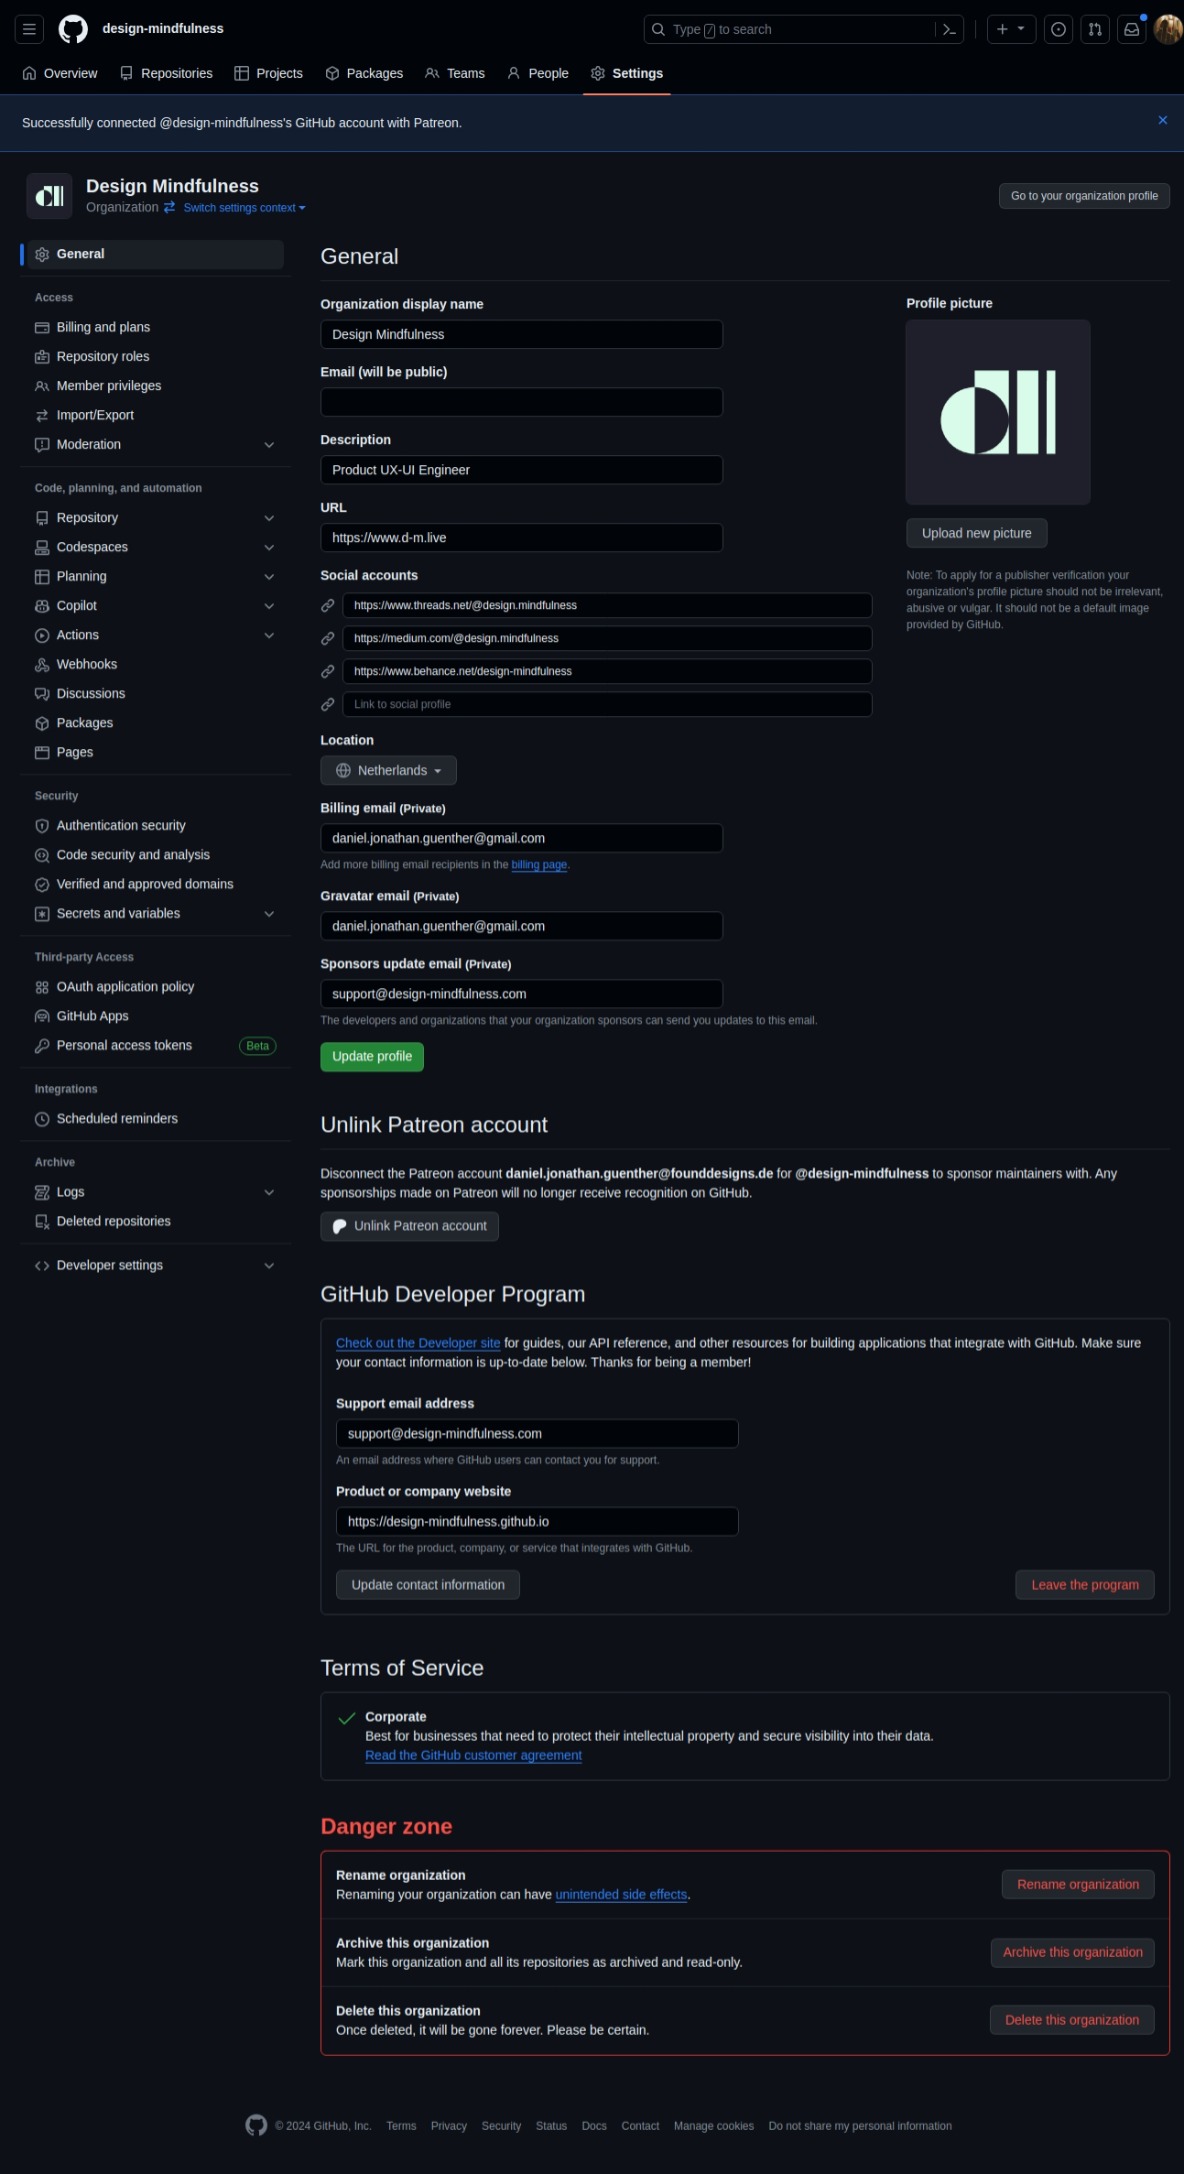 design-mindfulness
Type / to search
Overview
Repositories
Projects
Packages
Teams
People
Settings
Successfully connected @design-mindfulness's GitHub account with Patreon.
Design Mindfulness
Organization Switch settings context
Go to your organization profile
General
Access
Billing and plans
Repository roles
Member privileges
Import/Export
Moderation
Code, planning, and automation
Repository
Codespaces
Planning
Copilot
Actions
Webhooks
Discussions
Packages
Pages
Security
Authentication security
Code security and analysis
Verified and approved domains
Secrets and variables
Third-party Access
OAuth application policy
GitHub Apps
Personal access tokens Beta
Integrations
Scheduled reminders
Archive
Logs
Deleted repositories
Developer settings
General
Organization display name
Design Mindfulness
Email (will be public)
Description
Product UX-UI Engineer
URL
https://www.d-m.live
Social accounts
https://www.threads.net/@design.mindfulness
https://medium.com/@design.mindfulness
https://www.behance.net/design-mindfulness
Link to social profile
Location
Netherlands
Billing email (Private)
daniel.jonathan.guenther@gmail.com
Add more billing email recipients in the billing page.
Gravatar email (Private)
daniel.jonathan.guenther@gmail.com
Sponsors update email (Private)
support@design-mindfulness.com
The developers and organizations that your organization sponsors can send you updates to this email.
Update profile
Profile picture
Upload new picture
Note: To apply for a publisher verification your
organization's profile picture should not be irrelevant,
abusive or vulgar. It should not be a default image
provided by GitHub.
Unlink Patreon account
Disconnect the Patreon account daniel.jonathan.guenther@founddesigns.de for @design-mindfulness to sponsor maintainers with. Any
sponsorships made on Patreon will no longer receive recognition on GitHub.
Unlink Patreon account
GitHub Developer Program
Check out the Developer site for guides, our API reference, and other resources for building applications that integrate with GitHub. Make sure
your contact information is up-to-date below. Thanks for being a member!
Support email address
support@design-mindfulness.com
An email address where GitHub users can contact you for support.
Product or company website
https://design-mindfulness.github.io
The URL for the product, company, or service that integrates with GitHub.
Update contact information
Leave the program
Terms of Service
Corporate
Best for businesses that need to protect their intellectual property and secure visibility into their data.
Read the GitHub customer agreement
Danger zone
Rename organization
Renaming your organization can have unintended side effects.
Rename organization
Archive this organization
Mark this organization and all its repositories as archived and read-only.
Archive this organization
Delete this organization
Once deleted, it will be gone forever. Please be certain.
Delete this organization
© 2024 GitHub, Inc. Terms Privacy Security Status Docs Contact Manage cookies Do not share my personal information